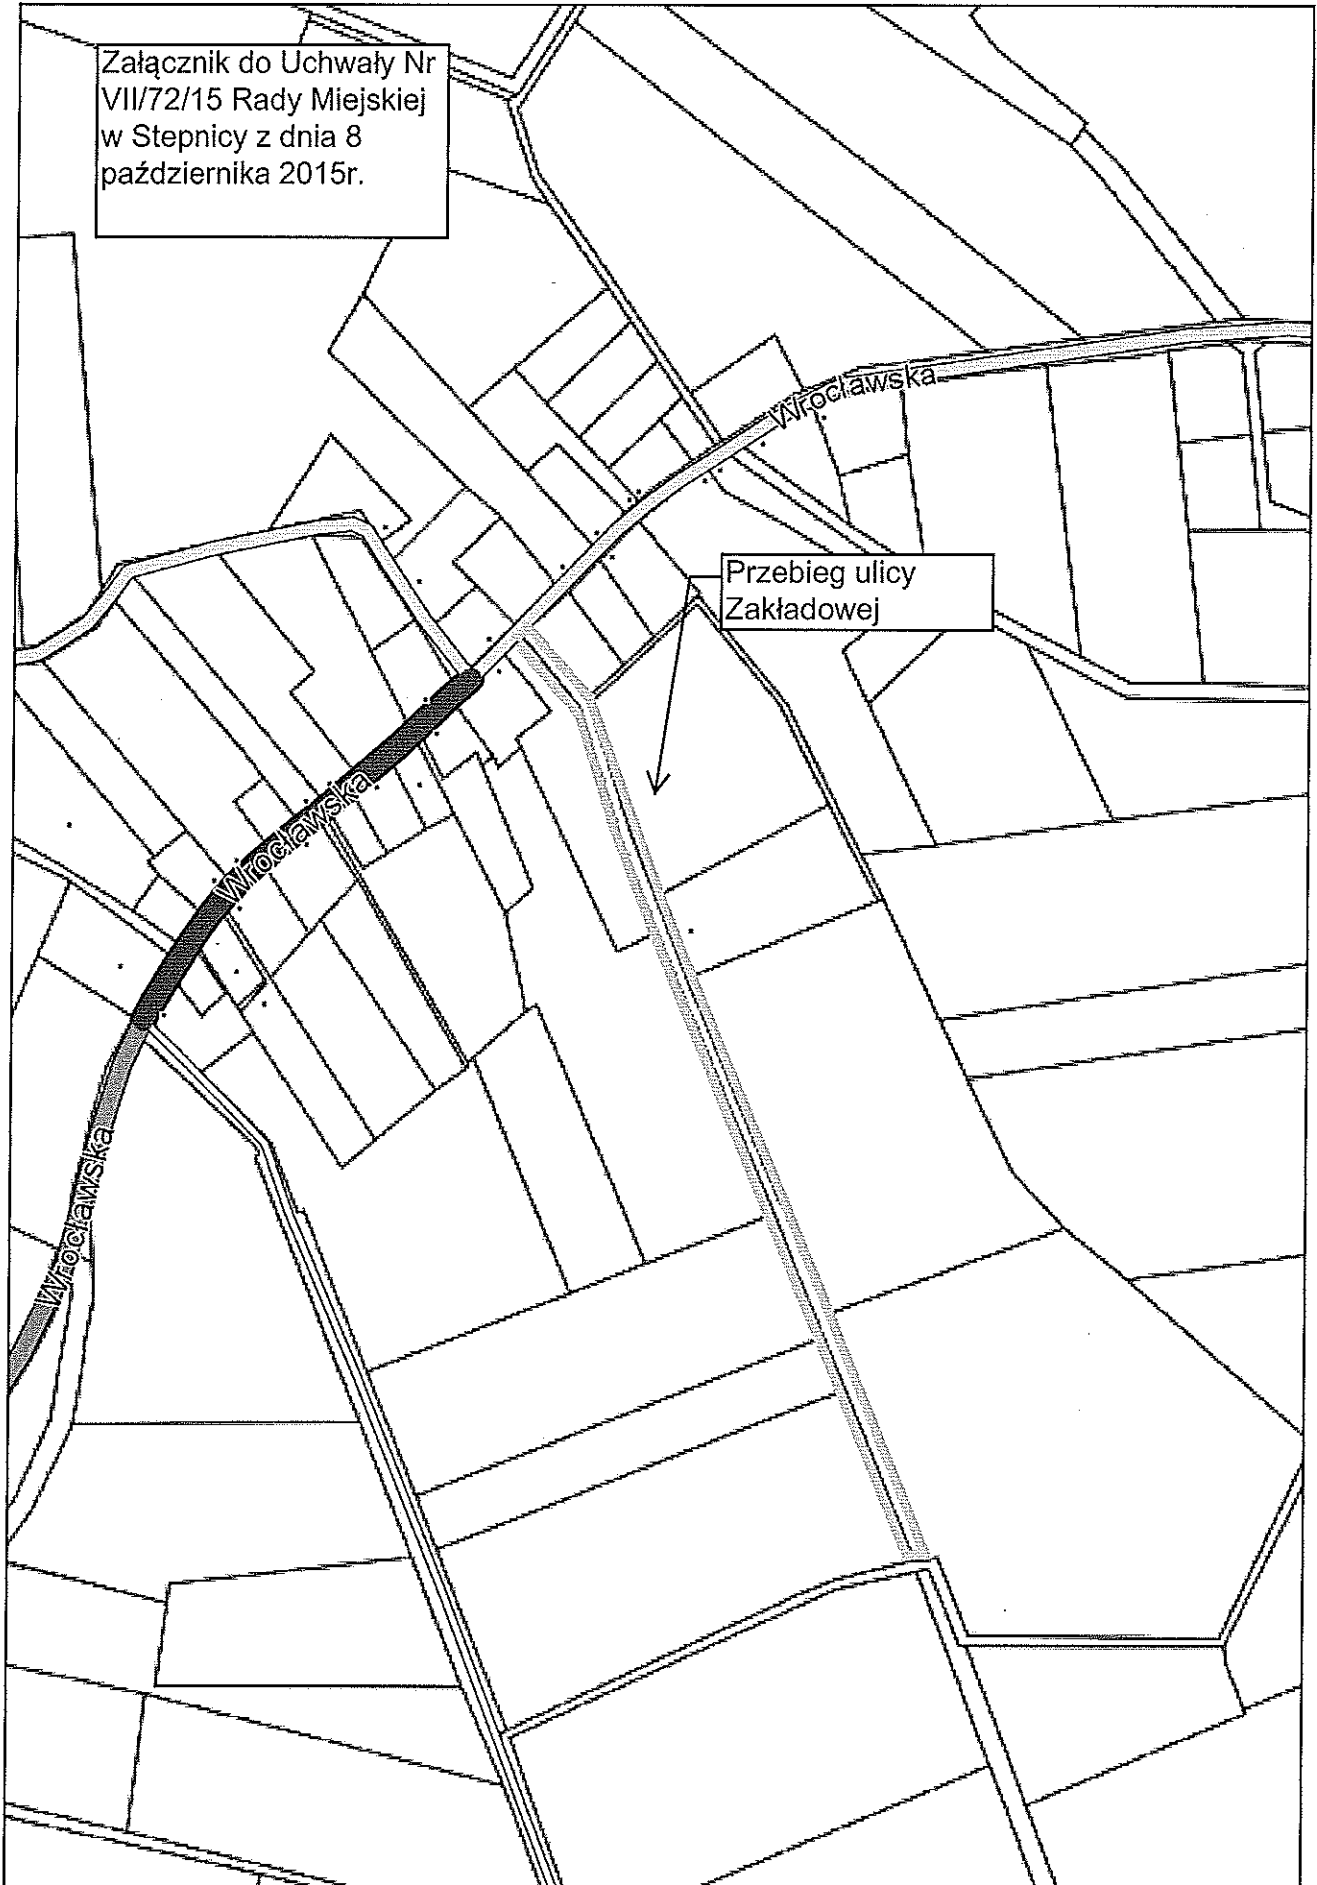 Załącznik do Uchwały Nr
VII/72/15 Rady Miejskiej
w Stepnicy z dnia 8
października 2015r.
Wrocławska
Przebieg ulicy
Zakładowej
Wrocławska
Wrocławska